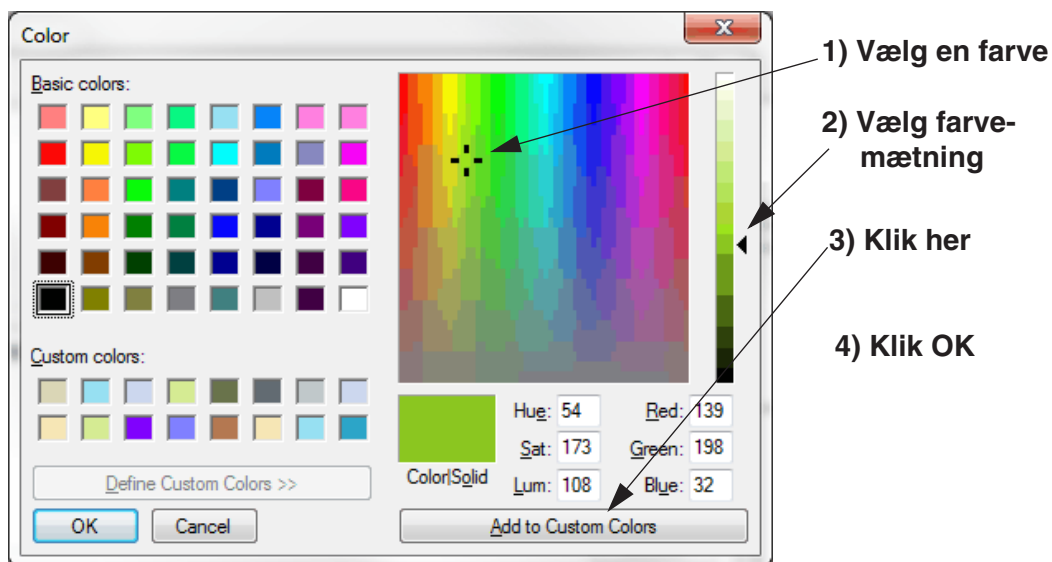 Color
x
Basic colors:
Custom colors:
Define Custom Colors >>
OK
Cancel
Color|Solid
Hue: 54
Sat: 173
Lum: 108
Red: 139
Green: 198
Blue: 32
Add to Custom Colors
1) Vælg en farve
2) Vælg farve-
mætning
3) Klik her
4) Klik OK